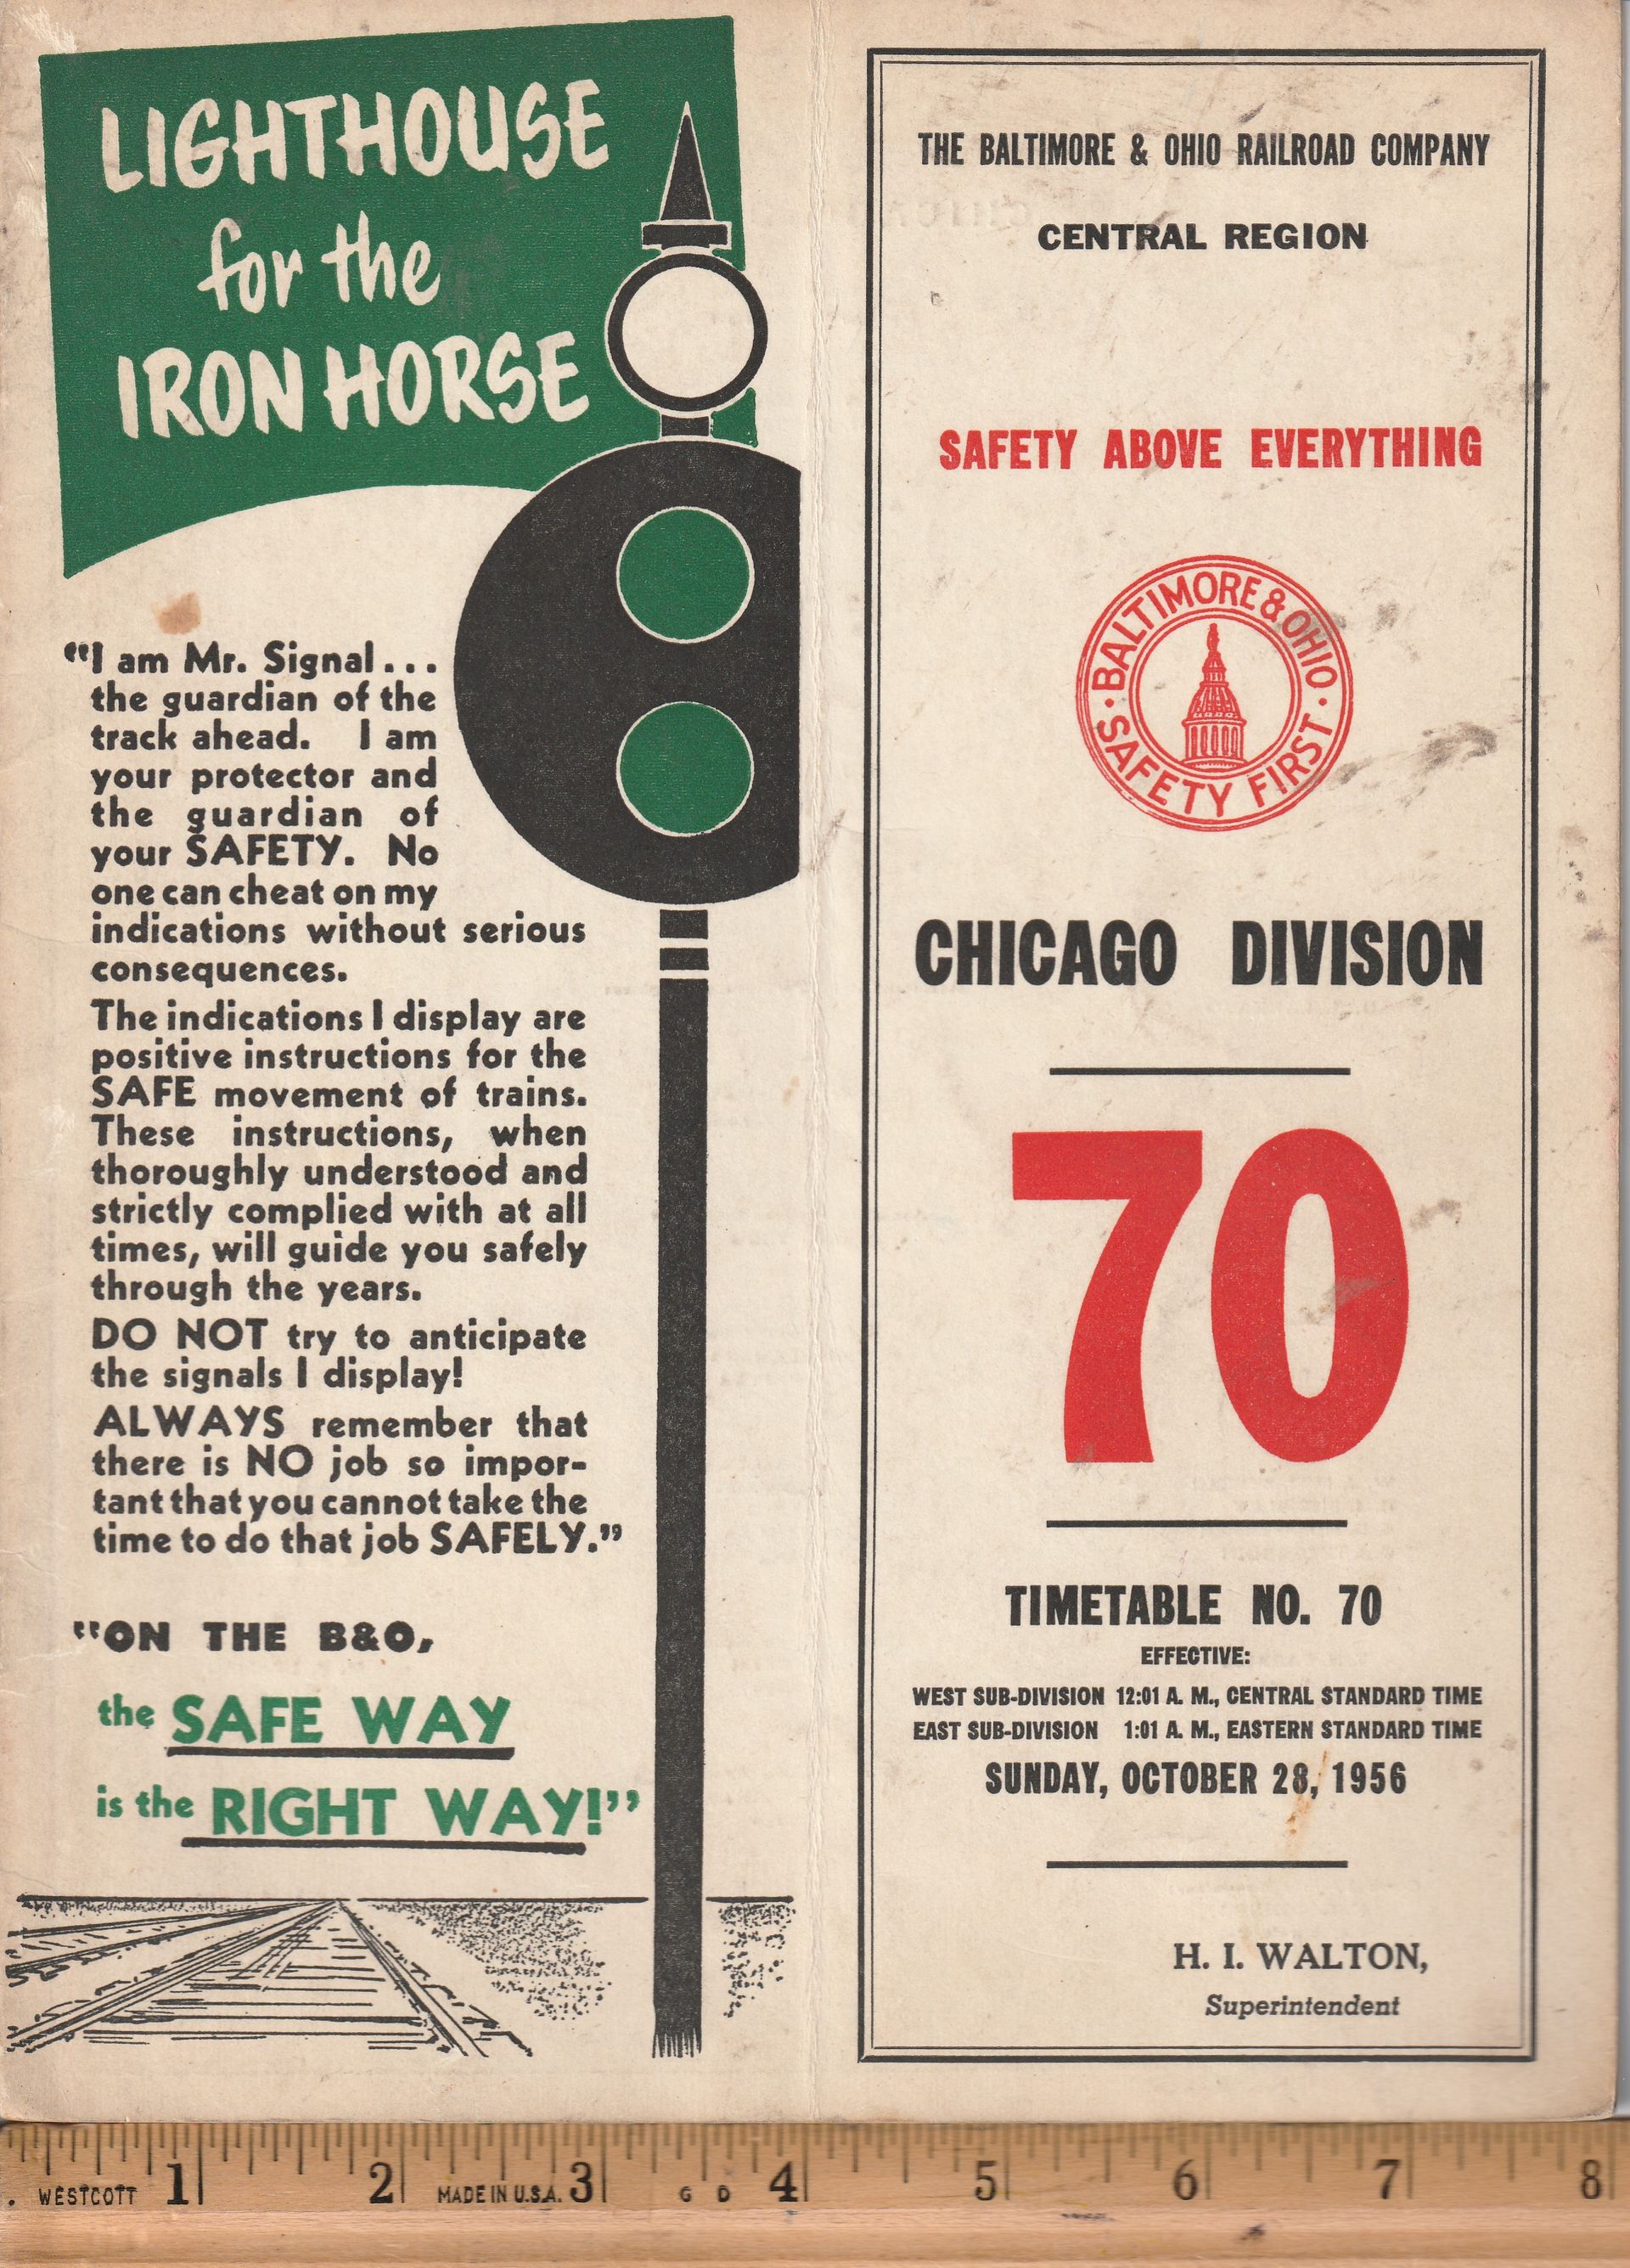 LIGHTHOUSE
for the
IRON HORSE
“I am Mr. Signal...
the guardian of the
track ahead. I am
your protector and
the guardian of
your SAFETY. No
one can cheat on my
indications without serious
consequences.
The indications I display are
positive instructions for the
SAFE movement of trains.
These instructions, when
thoroughly understood and
strictly complied with at all
times, will guide you safely
through the years.
DO NOT try to anticipate
the signals I display!
ALWAYS remember that
there is NO job so impor-
tant that you cannot take the
time to do that job SAFELY.”
“ON THE B&O,
the SAFE WAY
is the RIGHT WAY!”
THE BALTIMORE & OHIO RAILROAD COMPANY
CENTRAL REGION
SAFETY ABOVE EVERYTHING
BALTIMORE & OHIO
· SAFETY FIRST ·
CHICAGO DIVISION
70
TIMETABLE NO. 70
EFFECTIVE:
WEST SUB-DIVISION 12:01 A. M., CENTRAL STANDARD TIME
EAST SUB-DIVISION 1:01 A. M., EASTERN STANDARD TIME
SUNDAY, OCTOBER 28, 1956
H. I. WALTON,
Superintendent
WESTCOTT 1 2 MADE IN U.S.A. 3 G D 4 5 6 7 8